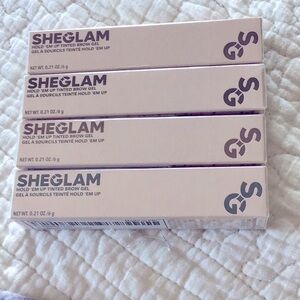 SHEGLAM
HOLD 'EM UP TINTED BROW GEL
GEL À SOURCILS TEINTÉ HOLD 'EM UP
NET WT. 0.21 OZ/6 g
SG
SHEGLAM
HOLD 'EM UP TINTED BROW GEL
GEL À SOURCILS TEINTÉ HOLD 'EM UP
NET WT. 0.21 OZ/6 g
SG
SHEGLAM
HOLD 'EM UP TINTED BROW GEL
GEL À SOURCILS TEINTÉ HOLD 'EM UP
NET WT. 0.21 OZ/6 g
SG
SHEGLAM
HOLD 'EM UP TINTED BROW GEL
GEL À SOURCILS TEINTÉ HOLD 'EM UP
NET WT. 0.21 OZ/6 g
SG